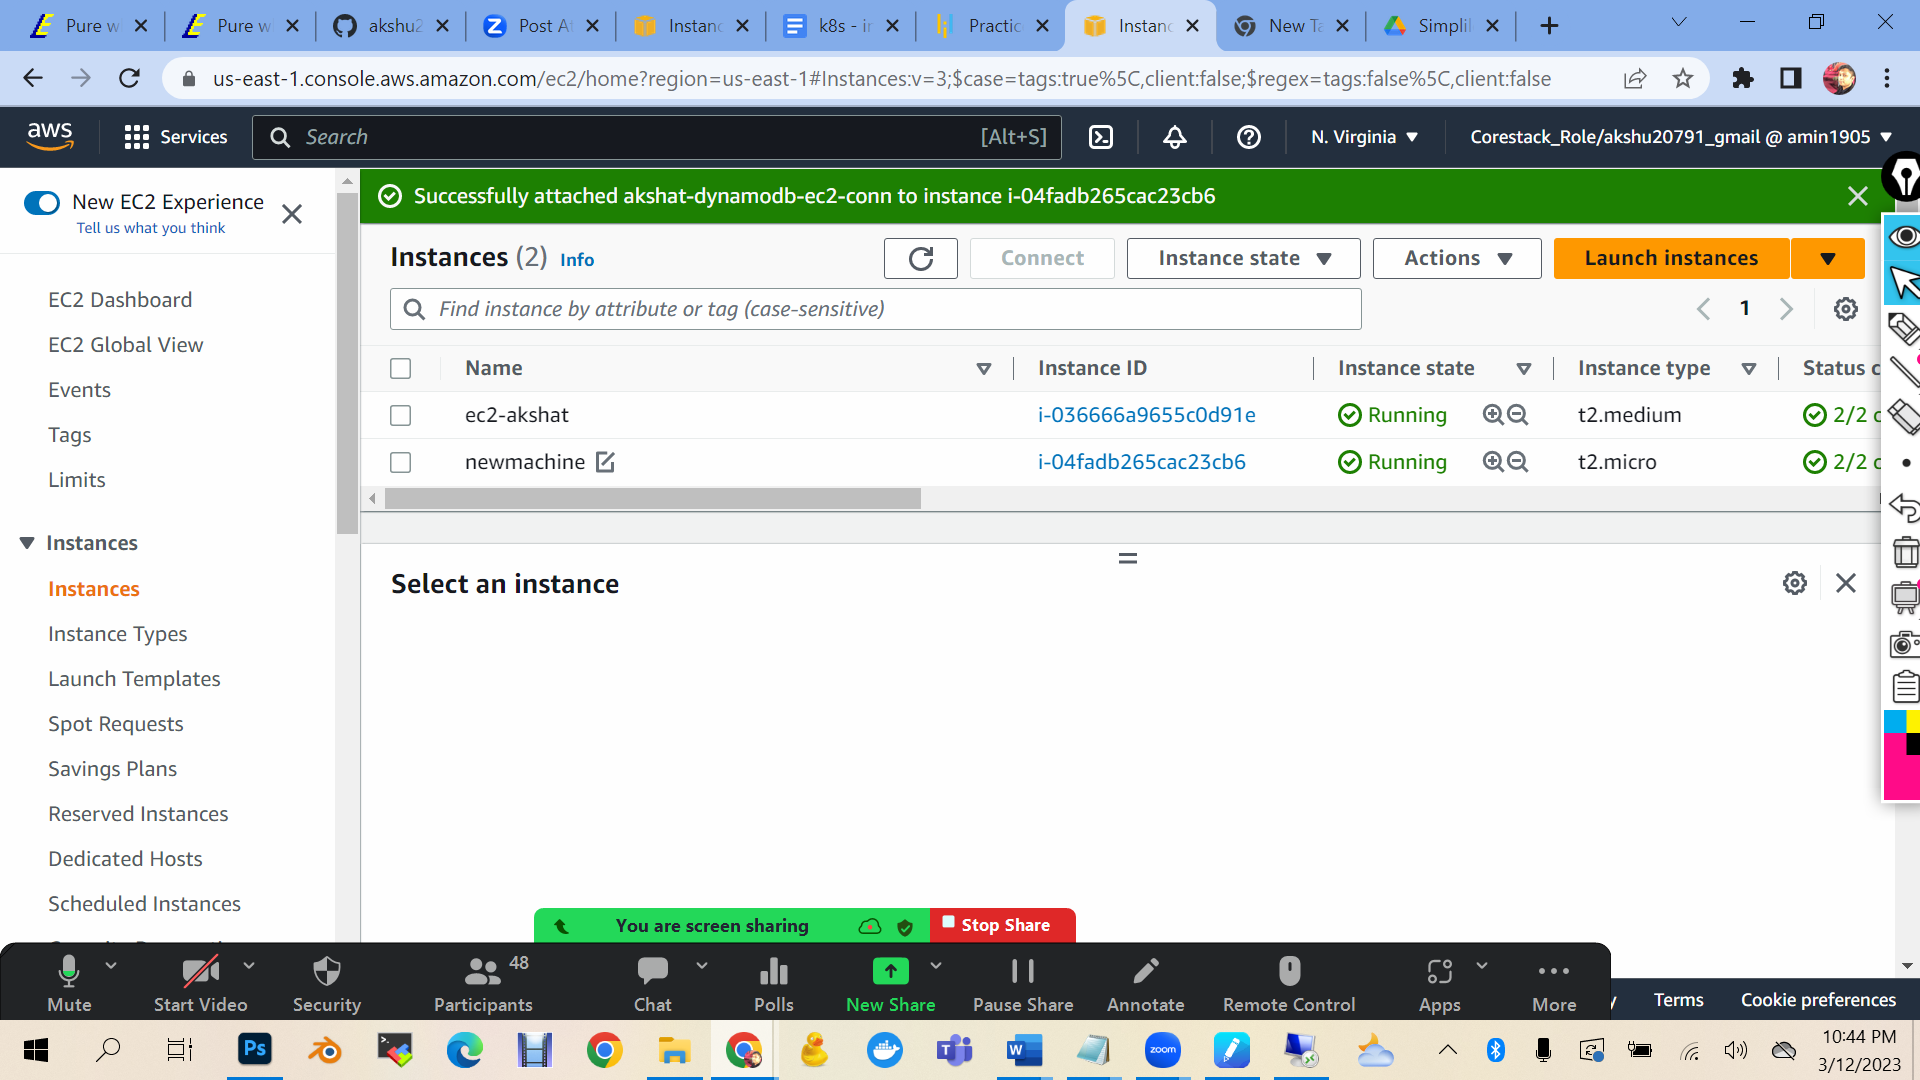 Pure w
Pure w
akshu2
Post At
Instanc
k8s - in
Practic
Instanc
New Ta
Simplil
us-east-1.console.aws.amazon.com/ec2/home?region=us-east-1#Instances:v=3;$case=tags:true%5C,client:false;$regex=tags:false%5C,client:false
aws
Services
Search
[Alt+S]
N. Virginia
Corestack_Role/akshu20791_gmail @ amin1905
New EC2 Experience
Tell us what you think
EC2 Dashboard
EC2 Global View
Events
Tags
Limits
Instances
Instances
Instance Types
Launch Templates
Spot Requests
Savings Plans
Reserved Instances
Dedicated Hosts
Scheduled Instances
Successfully attached akshat-dynamodb-ec2-conn to instance i-04fadb265cac23cb6
Instances (2) Info
Connect
Instance state
Actions
Launch instances
Find instance by attribute or tag (case-sensitive)
1
Name Instance ID Instance state Instance type Status c
ec2-akshat i-036666a9655c0d91e Running t2.medium 2/2 c
newmachine i-04fadb265cac23cb6 Running t2.micro 2/2 c
Select an instance
You are screen sharing
Stop Share
Mute
Start Video
Security
Participants 48
Chat
Polls
New Share
Pause Share
Annotate
Remote Control
Apps
More
Terms
Cookie preferences
Ps
W
zoom
10:44 PM
3/12/2023